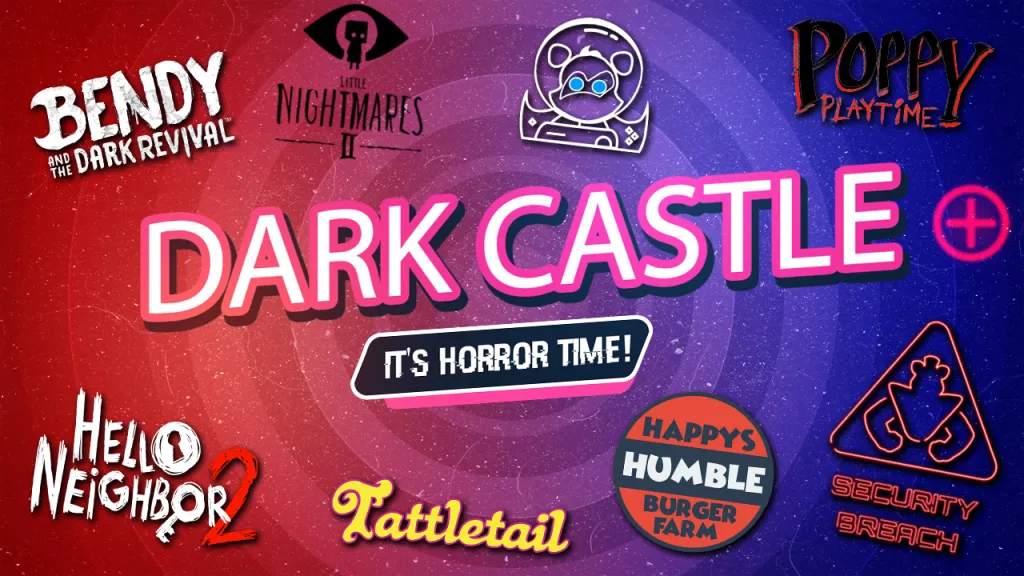 BENDY
AND THE DARK REVIVAL™
LITTLE
NIGHTMARES
II
POPPY
PLAYTIME
DARK CASTLE
+
IT'S HORROR TIME!
HELLO
NEIGHBOR 2
Tattletail
HAPPYS
HUMBLE
BURGER
FARM
SECURITY
BREACH